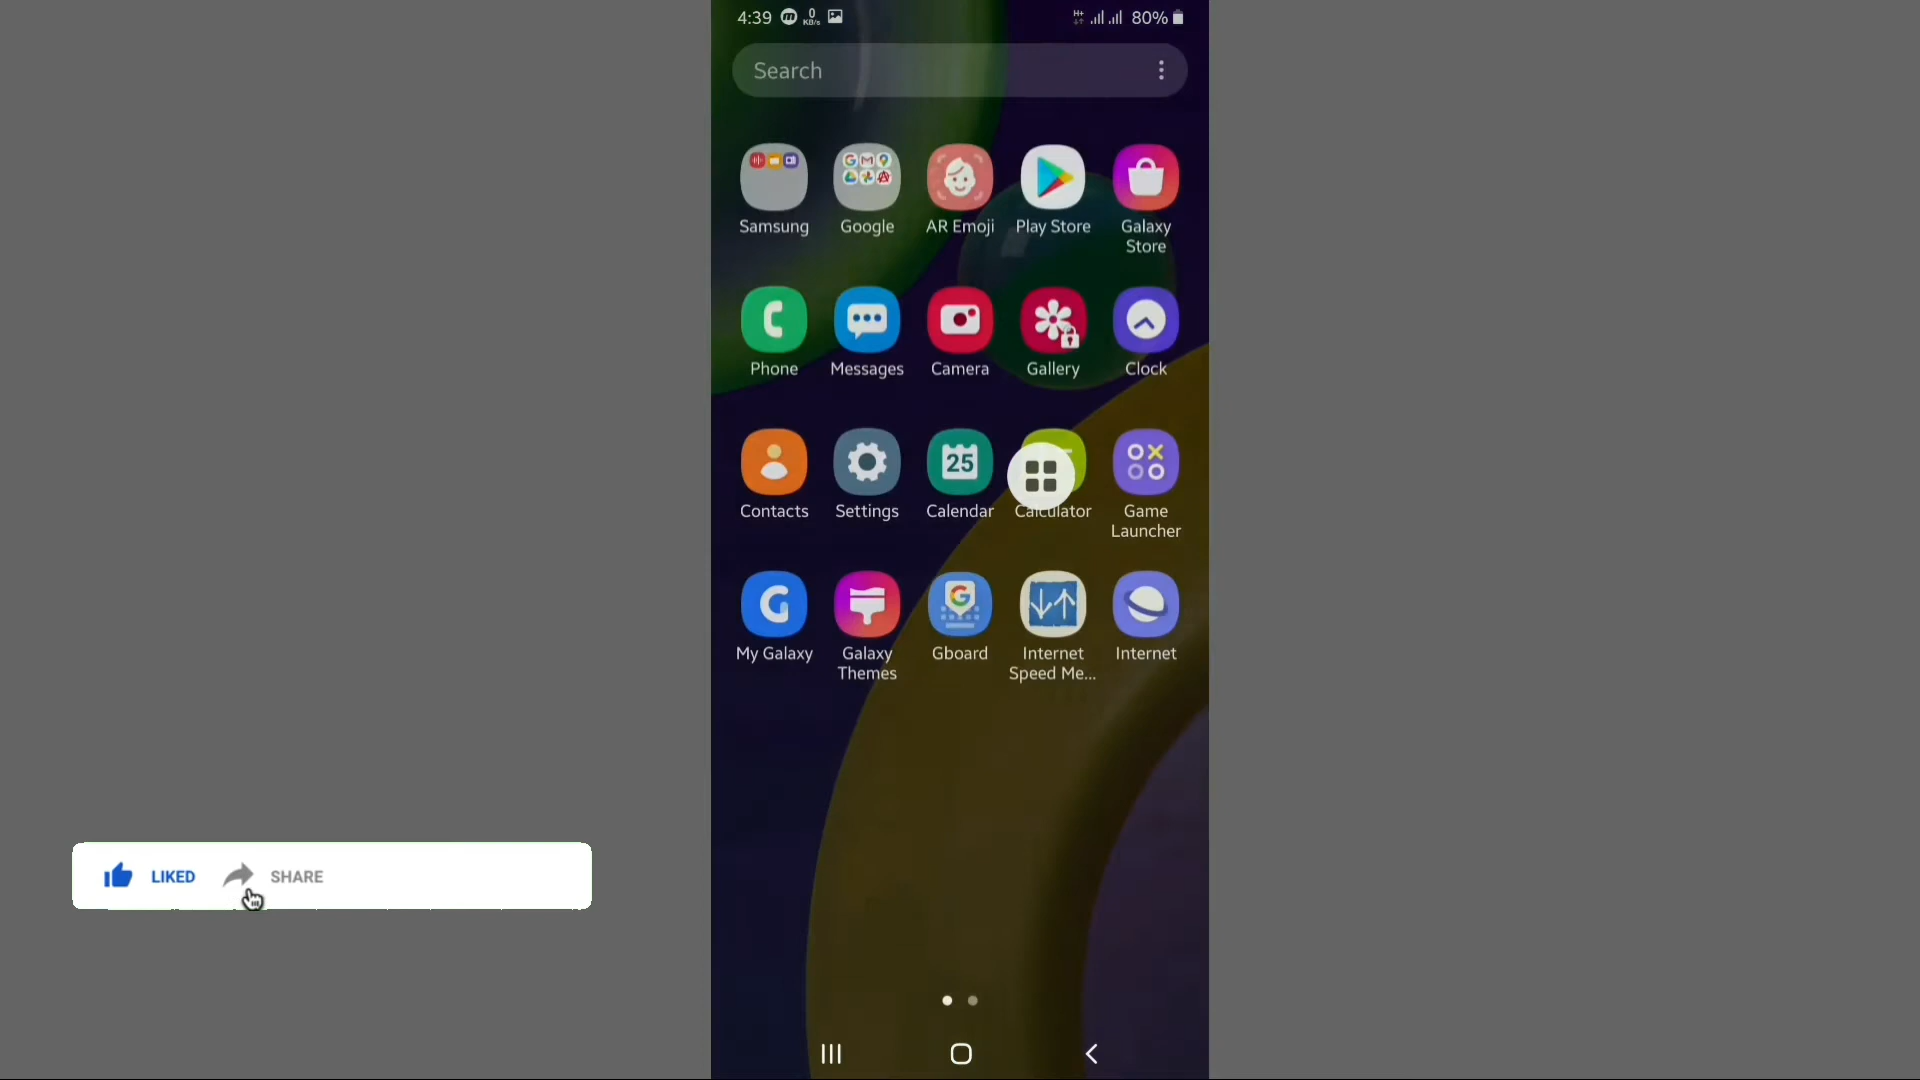 4:39 0 KB/s H+ 80%
Search
Samsung Google AR Emoji Play Store Galaxy Store
Phone Messages Camera Gallery Clock
25
Contacts Settings Calendar Calculator Game Launcher
My Galaxy Galaxy Themes Gboard Internet Speed Me... Internet
LIKED SHARE